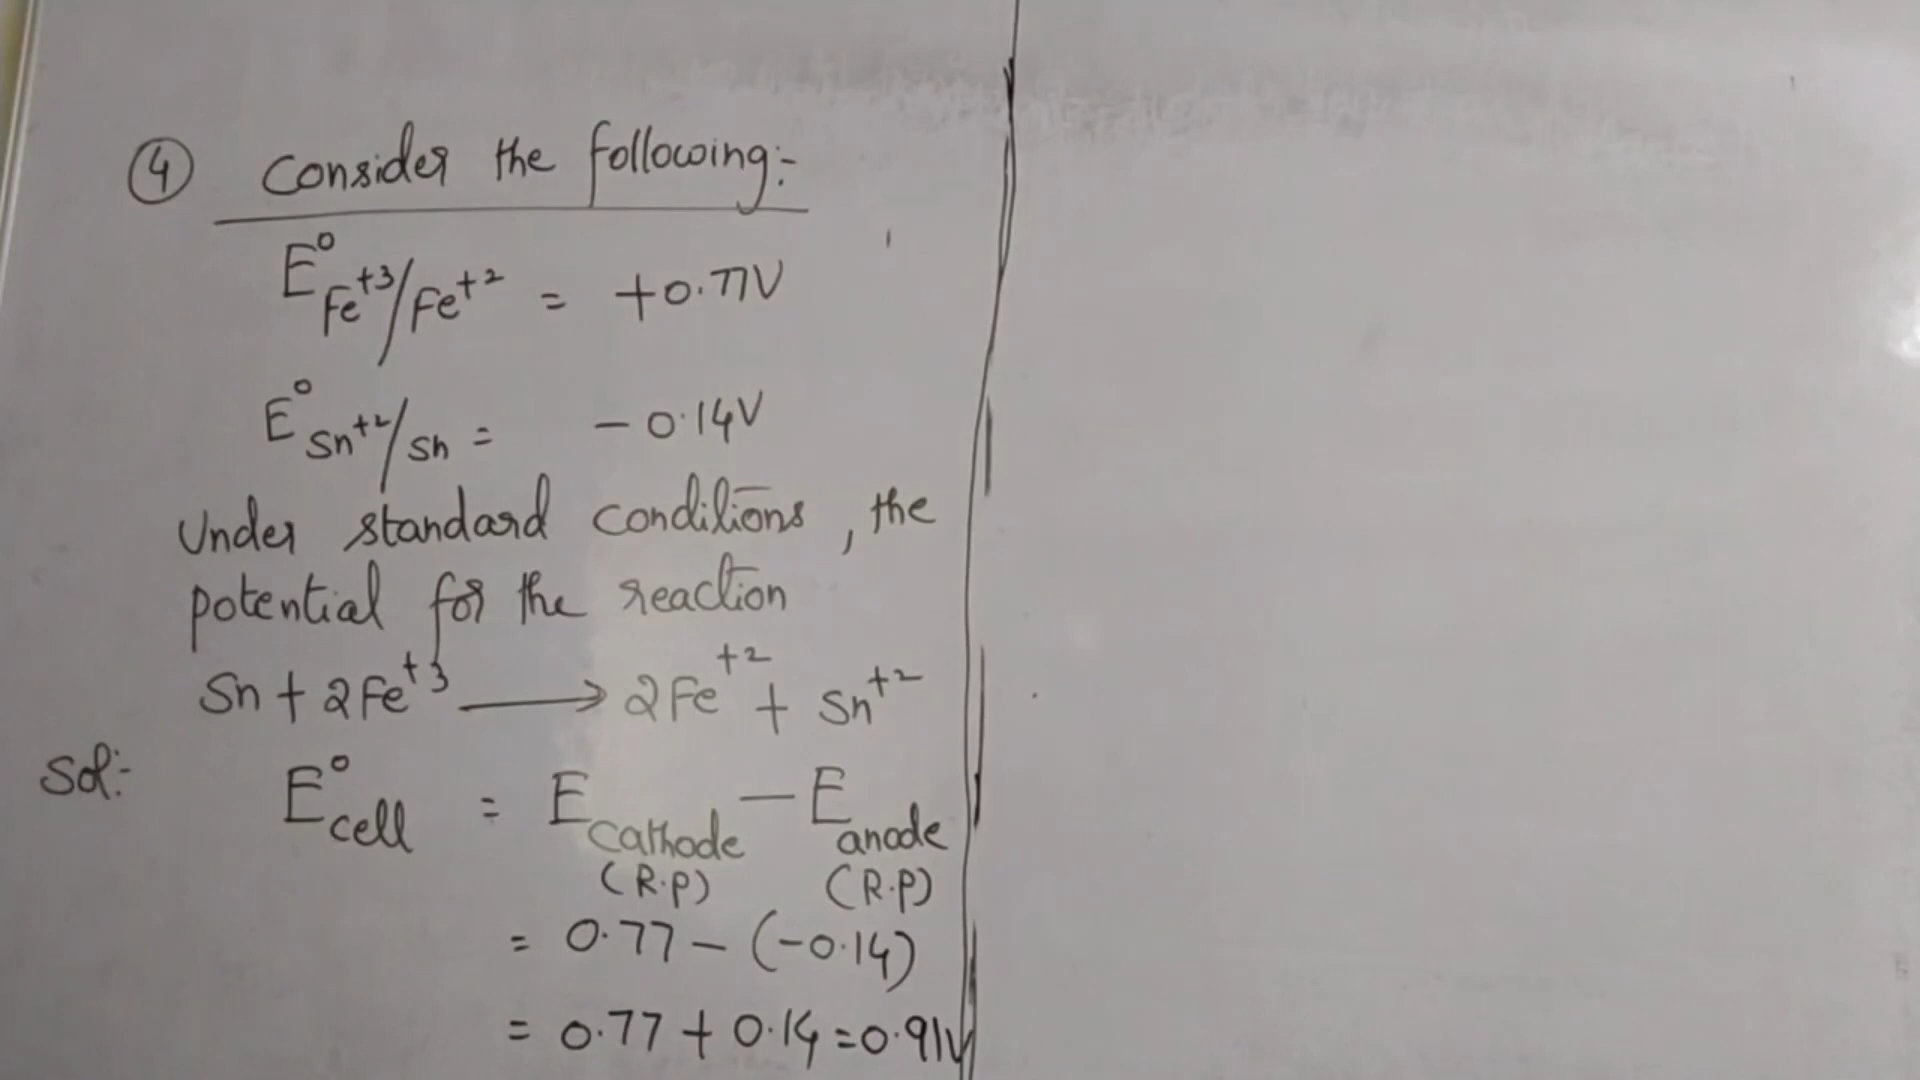 ④ Consider the following:-
E°Fe+3/Fe+2 = +0.77V
E°Sn+2/Sn = -0.14V
Under standard conditions, the
potential for the reaction
Sn + 2Fe+3 ⟶ 2Fe+2 + Sn+2
Sol:- E°cell = Ecathode - Eanode
(R.P) (R.P)
= 0.77 - (-0.14)
= 0.77 + 0.14 = 0.91V